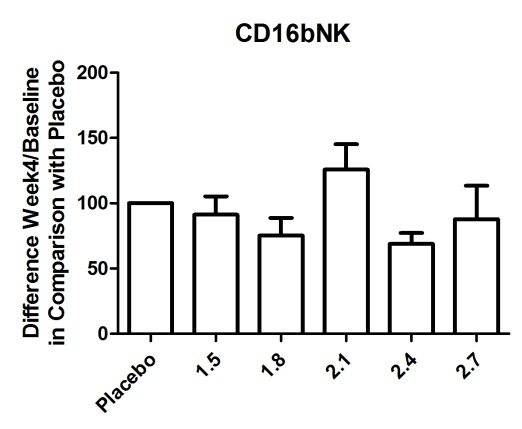 CD16bNK
Difference Week4/Baseline
in Comparison with Placebo
200
150
100
50
0
Placebo
1.5
1.8
2.1
2.4
2.7